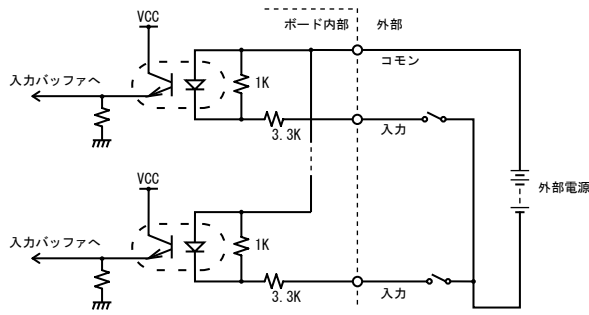 VCC
ボード内部
外部
コモン
入力バッファへ
1K
3.3K
入力
外部電源
VCC
入力バッファへ
1K
3.3K
入力